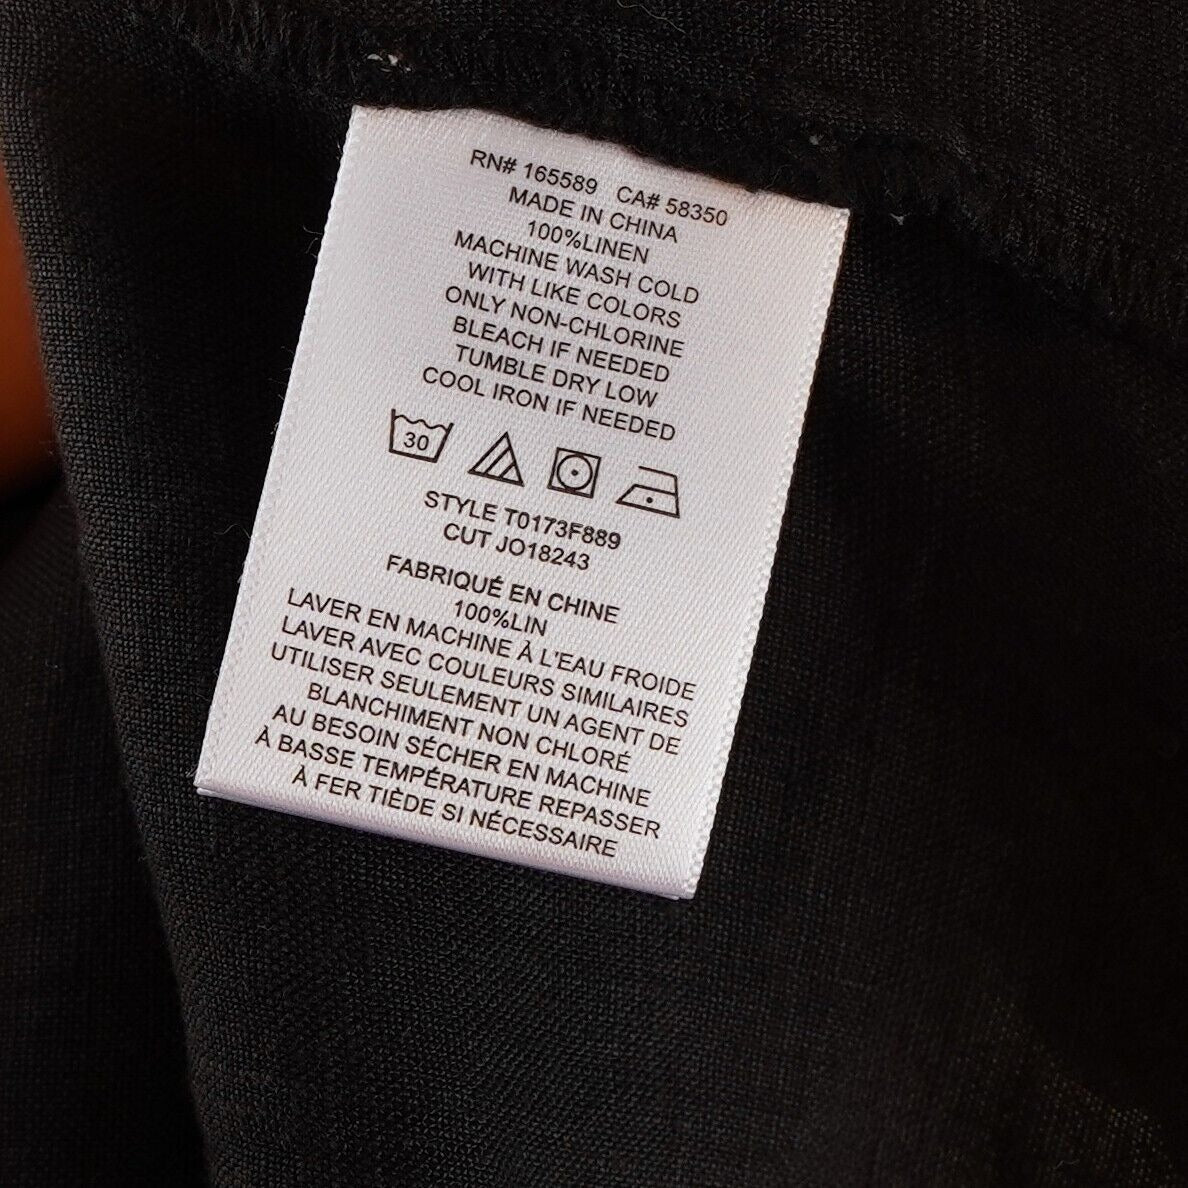 RN# 165589 CA# 58350
MADE IN CHINA
100%LINEN
MACHINE WASH COLD
WITH LIKE COLORS
ONLY NON-CHLORINE
BLEACH IF NEEDED
TUMBLE DRY LOW
COOL IRON IF NEEDED
30
STYLE T0173F889
CUT JO18243
FABRIQUÉ EN CHINE
100%LIN
LAVER EN MACHINE À L'EAU FROIDE
LAVER AVEC COULEURS SIMILAIRES
UTILISER SEULEMENT UN AGENT DE
BLANCHIMENT NON CHLORÉ
AU BESOIN SÉCHER EN MACHINE
À BASSE TEMPÉRATURE REPASSER
À FER TIÈDE SI NÉCESSAIRE